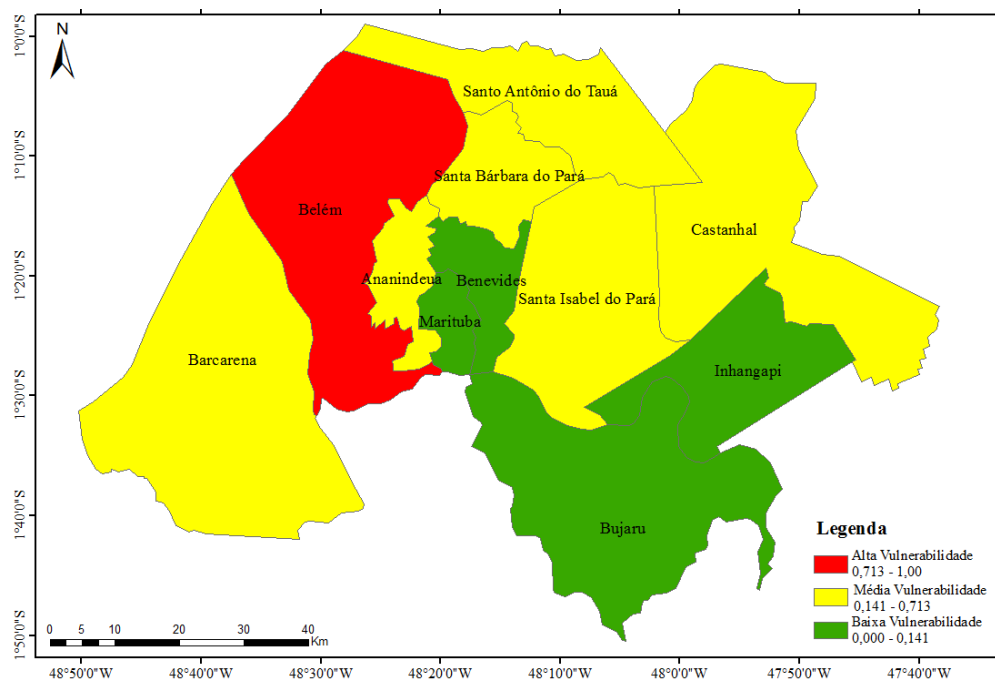 N
1°0'0"S
1°10'0"S
1°20'0"S
1°30'0"S
1°40'0"S
1°50'0"S
Santo Antônio do Tauá
Santa Bárbara do Pará
Belém
Castanhal
Ananindeua
Benevides
Santa Isabel do Pará
Marituba
Barcarena
Inhangapi
Bujaru
Legenda
Alta Vulnerabilidade
0,713 - 1,00
Média Vulnerabilidade
0,141 - 0,713
Baixa Vulnerabilidade
0,000 - 0,141
0 5 10 20 30 40
Km
48°50'0"W 48°40'0"W 48°30'0"W 48°20'0"W 48°10'0"W 48°0'0"W 47°50'0"W 47°40'0"W